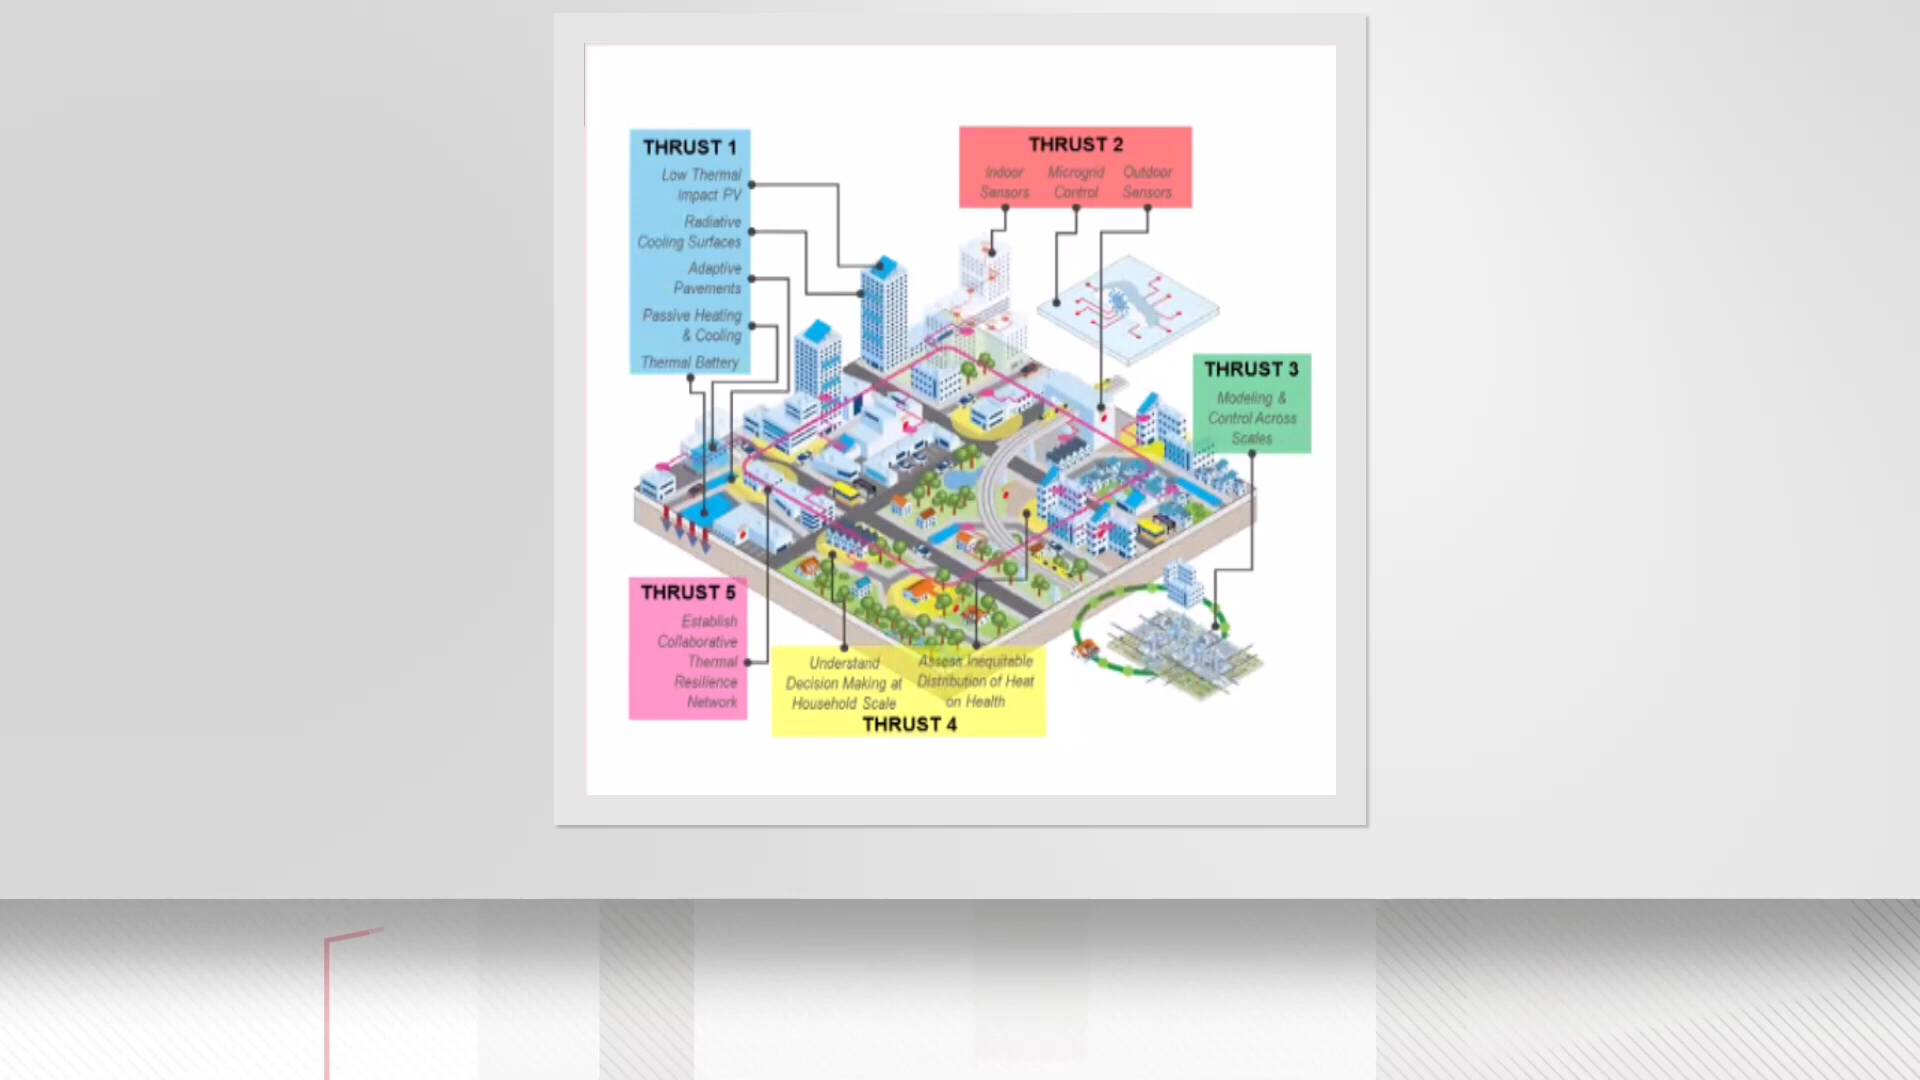 THRUST 1
Low Thermal
Impact PV
Radiative
Cooling Surfaces
Adaptive
Pavements
Passive Heating
& Cooling
Thermal Battery
THRUST 2
Indoor
Sensors
Microgrid
Control
Outdoor
Sensors
THRUST 3
Modeling &
Control Across
Scales
THRUST 5
Establish
Collaborative
Thermal
Resilience
Network
Understand
Decision Making at
Household Scale
Assess Inequitable
Distribution of Heat
on Health
THRUST 4